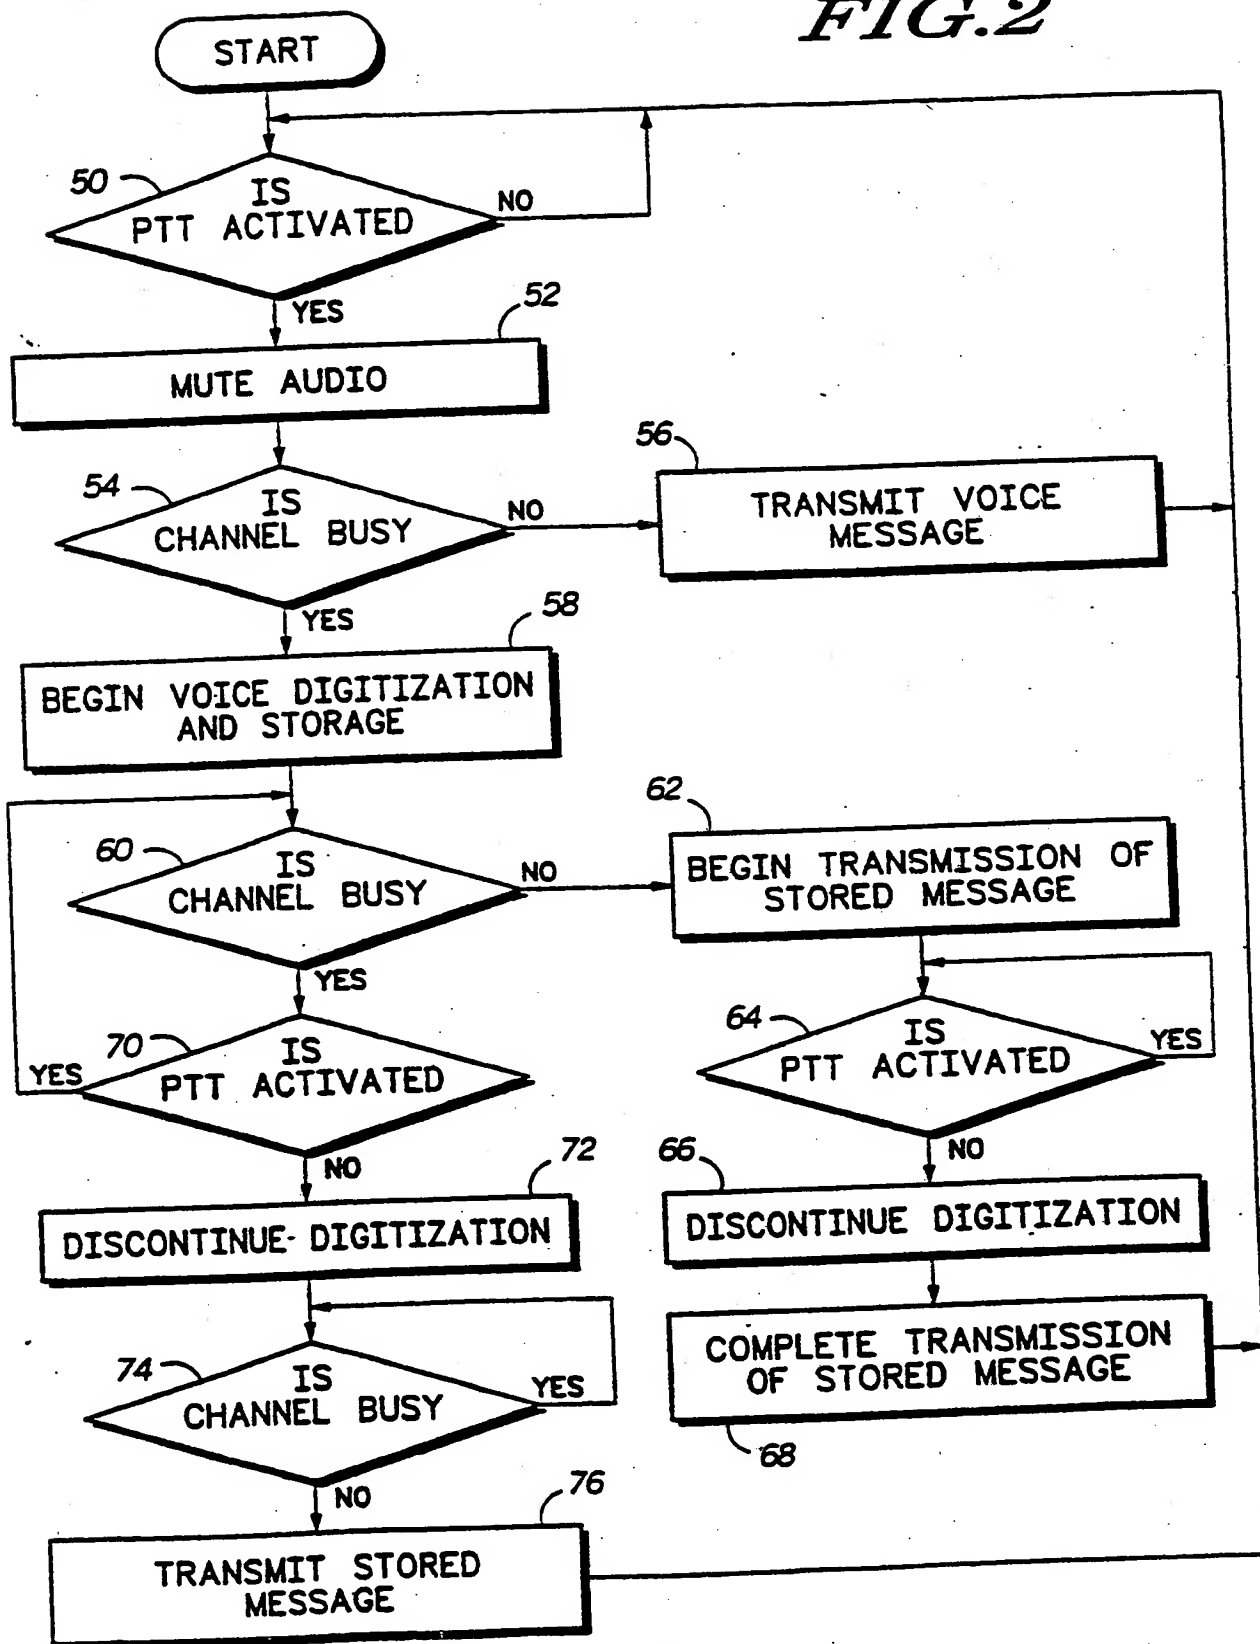 FIG.2
START
50
IS
PTT ACTIVATED
NO
YES
52
MUTE AUDIO
54
IS
CHANNEL BUSY
NO
YES
56
TRANSMIT VOICE
MESSAGE
58
BEGIN VOICE DIGITIZATION
AND STORAGE
60
IS
CHANNEL BUSY
NO
YES
62
BEGIN TRANSMISSION OF
STORED MESSAGE
64
IS
PTT ACTIVATED
YES
NO
66
DISCONTINUE DIGITIZATION
COMPLETE TRANSMISSION
OF STORED MESSAGE
68
70
IS
PTT ACTIVATED
YES
NO
72
DISCONTINUE DIGITIZATION
74
IS
CHANNEL BUSY
YES
NO
76
TRANSMIT STORED
MESSAGE